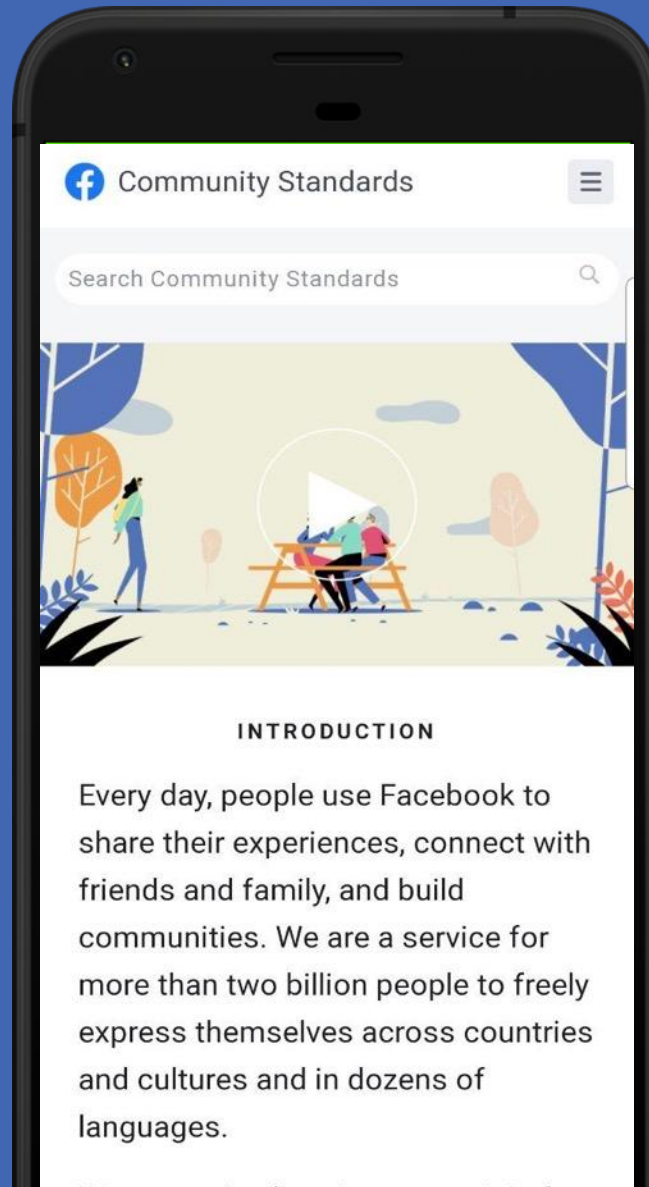 Community Standards
Search Community Standards
INTRODUCTION
Every day, people use Facebook to
share their experiences, connect with
friends and family, and build
communities. We are a service for
more than two billion people to freely
express themselves across countries
and cultures and in dozens of
languages.